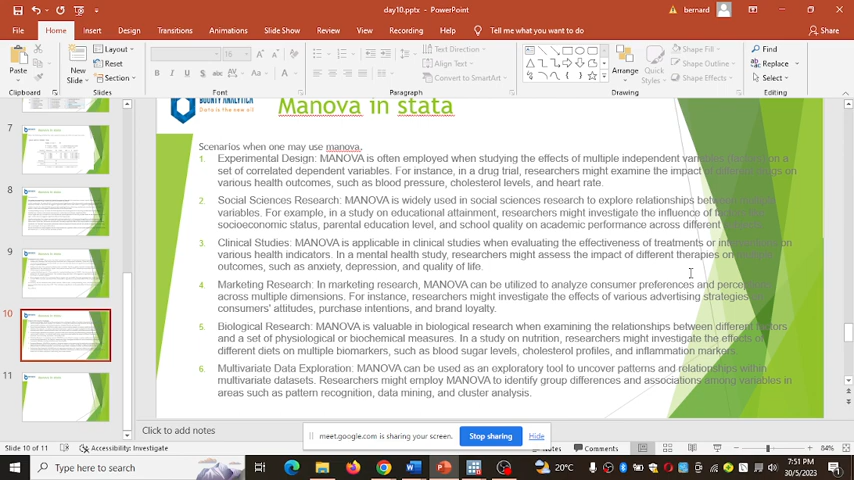 day10.pptx - PowerPoint
bernard
File Home Insert Design Transitions Animations Slide Show Review View Recording Help Tell me what you want to do Share
Paste
New Slide
Layout
Reset
Section
16
Text Direction
Align Text
Convert to SmartArt
Arrange
Quick Styles
Shape Fill
Shape Outline
Shape Effects
Find
Replace
Select
Clipboard Slides Font Paragraph Drawing Editing
7
8
9
10
11
BOUNTY ANALYTICA
Data is the new oil
Manova in stata
Scenarios when one may use manova.
1. Experimental Design: MANOVA is often employed when studying the effects of multiple independent variables (factors) on a
set of correlated dependent variables. For instance, in a drug trial, researchers might examine the impact of different drugs on
various health outcomes, such as blood pressure, cholesterol levels, and heart rate.
2. Social Sciences Research: MANOVA is widely used in social sciences research to explore relationships between
variables. For example, in a study on educational attainment, researchers might investigate the influence of
socioeconomic status, parental education level, and school quality on academic performance across different
3. Clinical Studies: MANOVA is applicable in clinical studies when evaluating the effectiveness of treatments or interventions on
various health indicators. In a mental health study, researchers might assess the impact of different therapies on
outcomes, such as anxiety, depression, and quality of life.
4. Marketing Research: In marketing research, MANOVA can be utilized to analyze consumer preferences and perceptions
across multiple dimensions. For instance, researchers might investigate the effects of various advertising strategies
consumers' attitudes, purchase intentions, and brand loyalty.
5. Biological Research: MANOVA is valuable in biological research when examining the relationships between different factors
and a set of physiological or biochemical measures. In a study on nutrition, researchers might investigate the effects of
different diets on multiple biomarkers, such as blood sugar levels, cholesterol profiles, and inflammation markers.
6. Multivariate Data Exploration: MANOVA can be used as an exploratory tool to uncover patterns and relationships within
multivariate datasets. Researchers might employ MANOVA to identify group differences and associations among variables in
areas such as pattern recognition, data mining, and cluster analysis.
Click to add notes
meet.google.com is sharing your screen. Stop sharing Hide
Slide 10 of 11 Accessibility: Investigate Notes Comments 84%
Type here to search
20°C
7:51 PM
30/5/2023